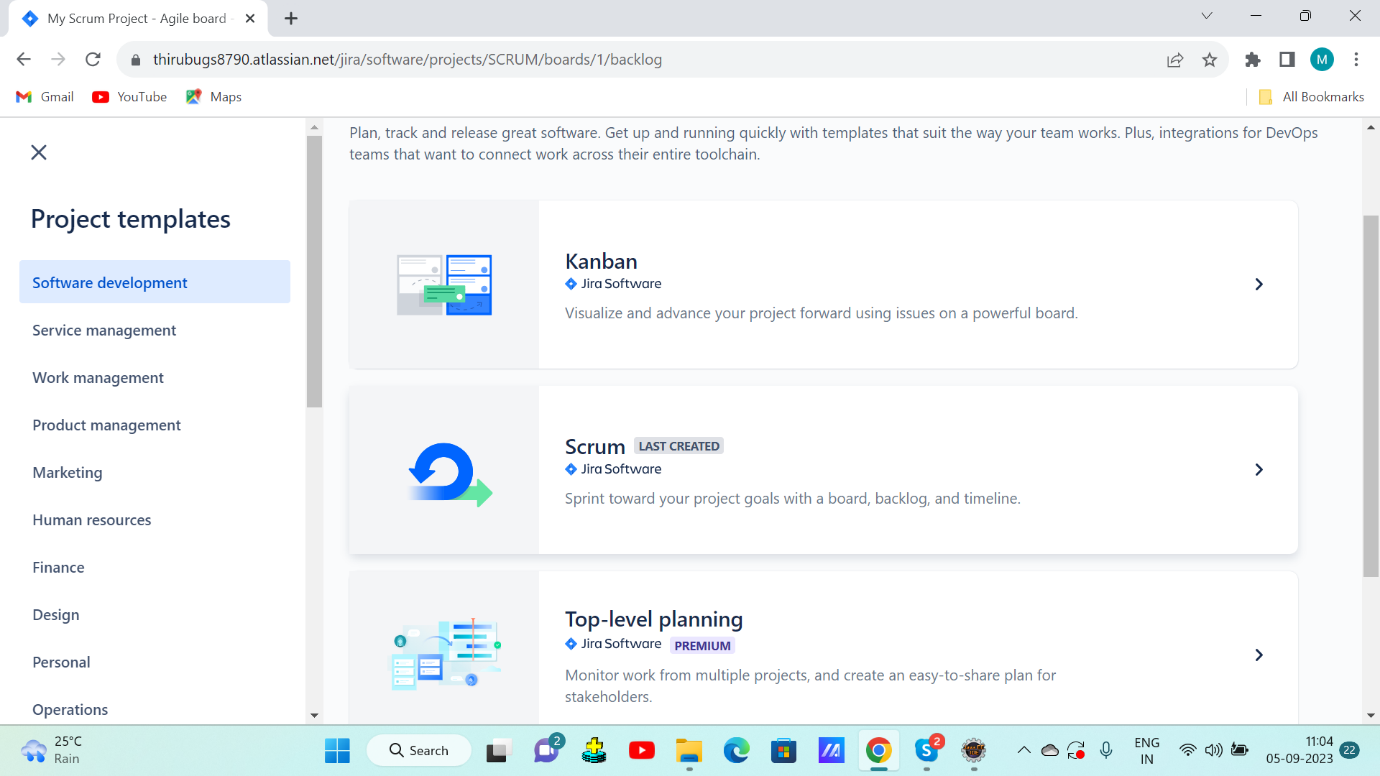 My Scrum Project - Agile board -
thirubugs8790.atlassian.net/jira/software/projects/SCRUM/boards/1/backlog
M
Gmail
YouTube
Maps
All Bookmarks
Project templates
Software development
Service management
Work management
Product management
Marketing
Human resources
Finance
Design
Personal
Operations
Plan, track and release great software. Get up and running quickly with templates that suit the way your team works. Plus, integrations for DevOps
teams that want to connect work across their entire toolchain.
Kanban
Jira Software
Visualize and advance your project forward using issues on a powerful board.
Scrum LAST CREATED
Jira Software
Sprint toward your project goals with a board, backlog, and timeline.
Top-level planning
Jira Software PREMIUM
Monitor work from multiple projects, and create an easy-to-share plan for
stakeholders.
25°C
Rain
Search
2
S
2
ENG
IN
11:04
05-09-2023
22